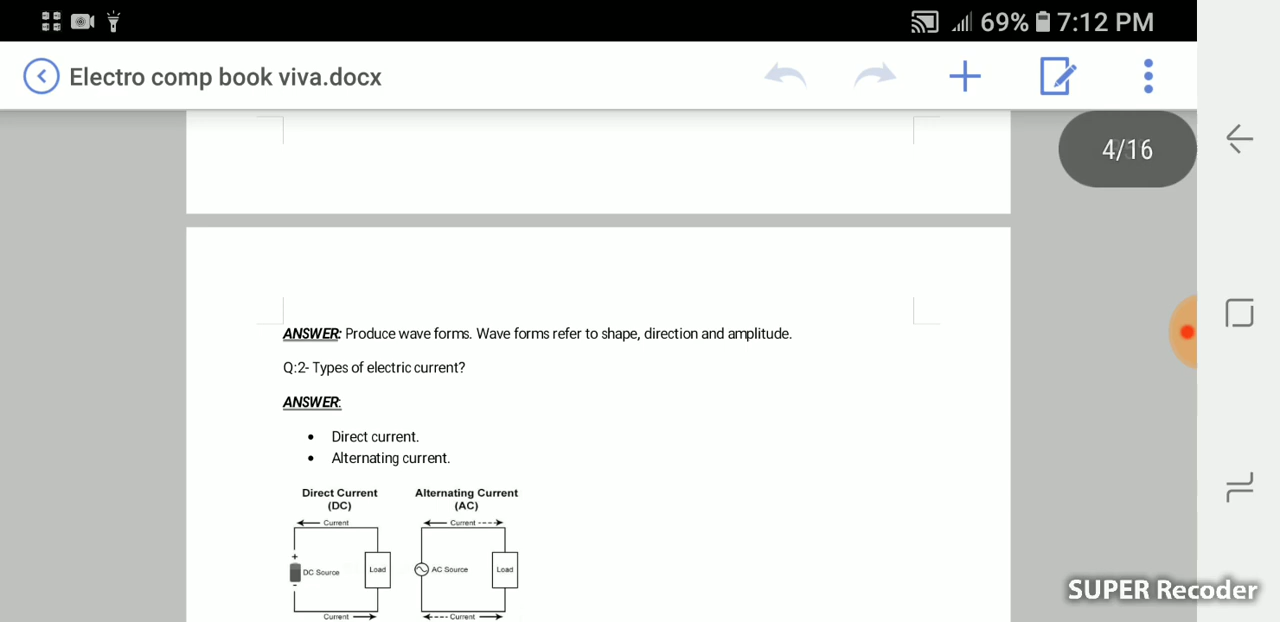 69% 7:12 PM
Electro comp book viva.docx
4/16
ANSWER: Produce wave forms. Wave forms refer to shape, direction and amplitude.
Q:2- Types of electric current?
ANSWER:
• Direct current.
• Alternating current.
Direct Current
(DC)
Current
+
DC Source
-
Load
Current
Alternating Current
(AC)
Current
AC Source
Load
Current
SUPER Recoder